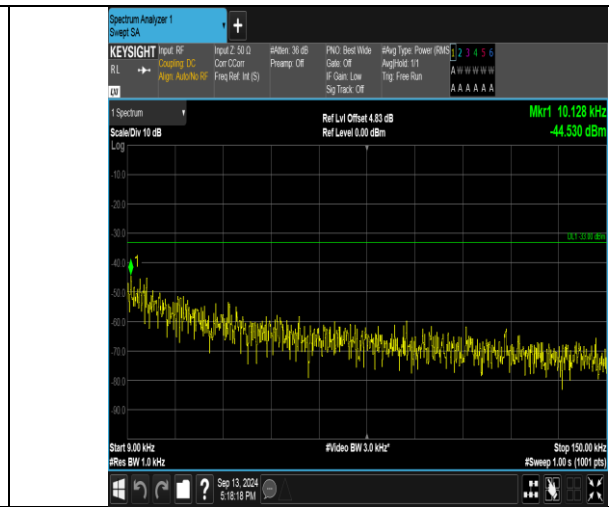 Spectrum Analyzer 1
Swept SA
+
KEYSIGHT Input: RF Input Z: 50 Ω #Atten: 36 dB PNO: Best Wide #Avg Type: Power (RMS 1 2 3 4 5 6
RL Coupling: DC Corr CCorr Preamp: Off Gate: Off Avg|Hold: 1/1 A W W W W W
Align: Auto/No RF Freq Ref: Int (S) IF Gain: Low Trig: Free Run
Sig Track: Off A A A A A A
LXI
1 Spectrum Ref Lvl Offset 4.83 dB Mkr1 10.128 kHz
Scale/Div 10 dB Ref Level 0.00 dBm -44.530 dBm
Log
-10.0
-20.0
-30.0
DL1 -33.00 dBm
-40.0
1
-50.0
-60.0
-70.0
-80.0
-90.0
Start 9.00 kHz #Video BW 3.0 kHz* Stop 150.00 kHz
#Res BW 1.0 kHz #Sweep 1.00 s (1001 pts)
? Sep 13, 2024
5:18:18 PM